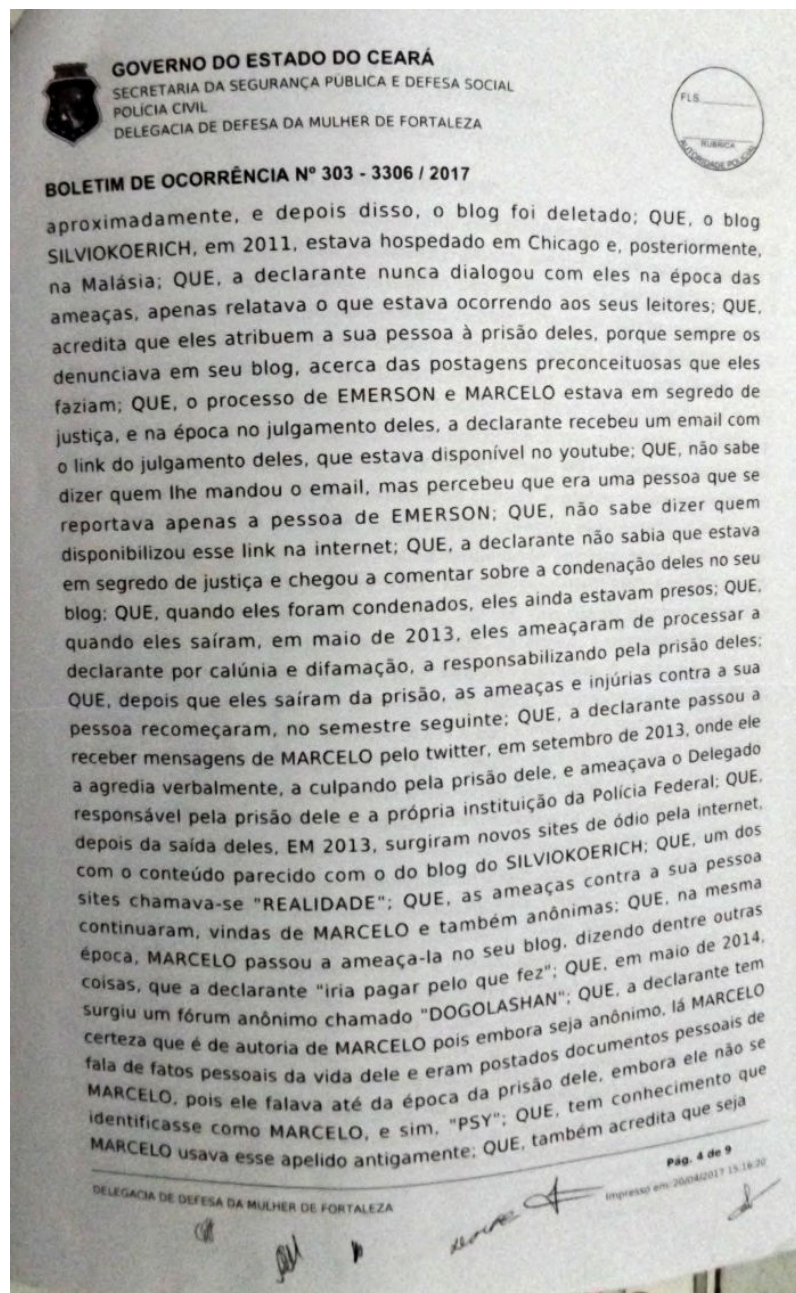 GOVERNO DO ESTADO DO CEARÁ
SECRETARIA DA SEGURANÇA PÚBLICA E DEFESA SOCIAL
POLÍCIA CIVIL
DELEGACIA DE DEFESA DA MULHER DE FORTALEZA
FLS.
RUBRICA
AUTORIDADE POLICIAL
BOLETIM DE OCORRÊNCIA Nº 303 - 3306 / 2017
aproximadamente, e depois disso, o blog foi deletado; QUE, o blog
SILVIOKOERICH, em 2011, estava hospedado em Chicago e, posteriormente,
na Malásia; QUE, a declarante nunca dialogou com eles na época das
ameaças, apenas relatava o que estava ocorrendo aos seus leitores; QUE,
acredita que eles atribuem a sua pessoa à prisão deles, porque sempre os
denunciava em seu blog, acerca das postagens preconceituosas que eles
faziam; QUE, o processo de EMERSON e MARCELO estava em segredo de
justiça, e na época no julgamento deles, a declarante recebeu um email com
o link do julgamento deles, que estava disponível no youtube; QUE, não sabe
dizer quem lhe mandou o email, mas percebeu que era uma pessoa que se
reportava apenas a pessoa de EMERSON; QUE, não sabe dizer quem
disponibilizou esse link na internet; QUE, a declarante não sabia que estava
em segredo de justiça e chegou a comentar sobre a condenação deles no seu
blog; QUE, quando eles foram condenados, eles ainda estavam presos; QUE,
quando eles saíram, em maio de 2013, eles ameaçaram de processar a
declarante por calúnia e difamação, a responsabilizando pela prisão deles;
QUE, depois que eles saíram da prisão, as ameaças e injúrias contra a sua
pessoa recomeçaram, no semestre seguinte; QUE, a declarante passou a
receber mensagens de MARCELO pelo twitter, em setembro de 2013, onde ele
a agredia verbalmente, a culpando pela prisão dele, e ameaçava o Delegado
responsável pela prisão dele e a própria instituição da Polícia Federal; QUE,
depois da saída deles, EM 2013, surgiram novos sites de ódio pela internet,
com o conteúdo parecido com o do blog do SILVIOKOERICH; QUE, um dos
sites chamava-se "REALIDADE"; QUE, as ameaças contra a sua pessoa
continuaram, vindas de MARCELO e também anônimas; QUE, na mesma
época, MARCELO passou a ameaça-la no seu blog, dizendo dentre outras
coisas, que a declarante "iria pagar pelo que fez"; QUE, em maio de 2014,
surgiu um fórum anônimo chamado "DOGOLASHAN"; QUE, a declarante tem
certeza que é de autoria de MARCELO pois embora seja anônimo, lá MARCELO
fala de fatos pessoais da vida dele e eram postados documentos pessoais de
MARCELO, pois ele falava até da época da prisão dele, embora ele não se
identificasse como MARCELO, e sim, "PSY"; QUE, tem conhecimento que
MARCELO usava esse apelido antigamente; QUE, também acredita que seja
Pág. 4 de 9
DELEGACIA DE DEFESA DA MULHER DE FORTALEZA
Impresso em: 20/04/2017 15:16:20